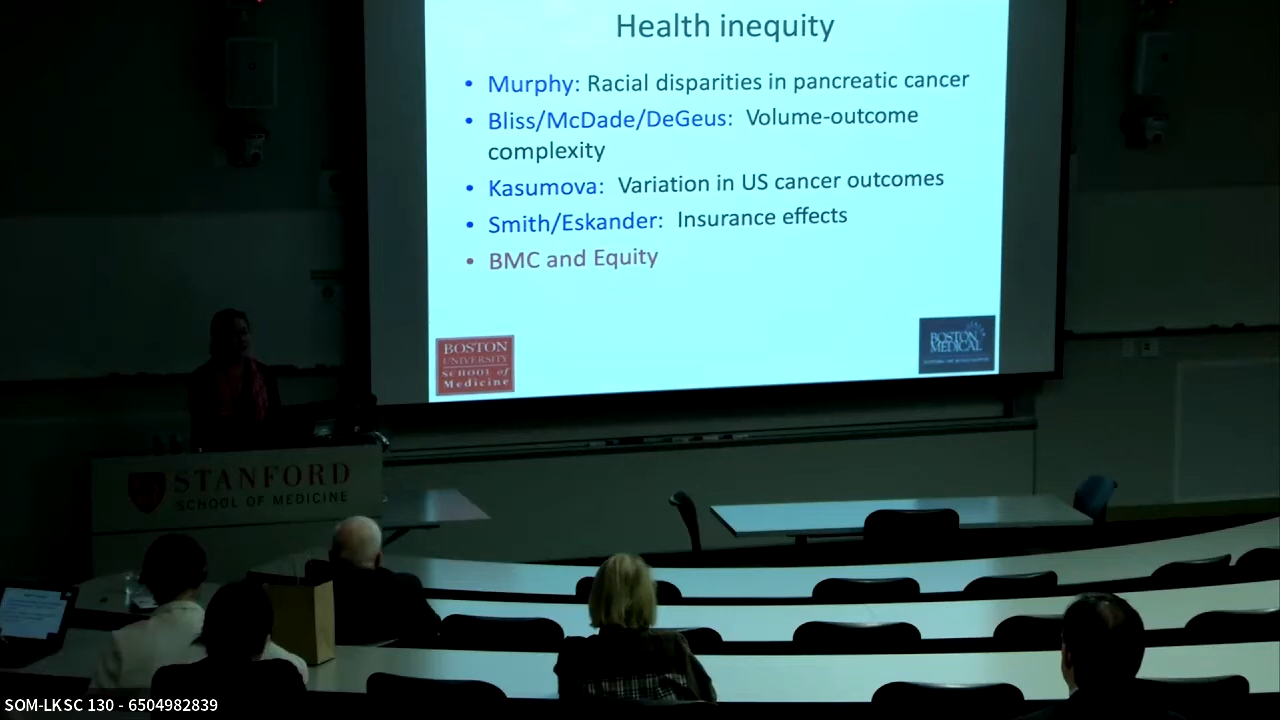 Health inequity
• Murphy: Racial disparities in pancreatic cancer
• Bliss/McDade/DeGeus: Volume-outcome
complexity
• Kasumova: Variation in US cancer outcomes
• Smith/Eskander: Insurance effects
• BMC and Equity
BOSTON
UNIVERSITY
SCHOOL of
Medicine
BOSTON
MEDICAL
STANFORD
SCHOOL OF MEDICINE
SOM-LKSC 130 - 6504982839